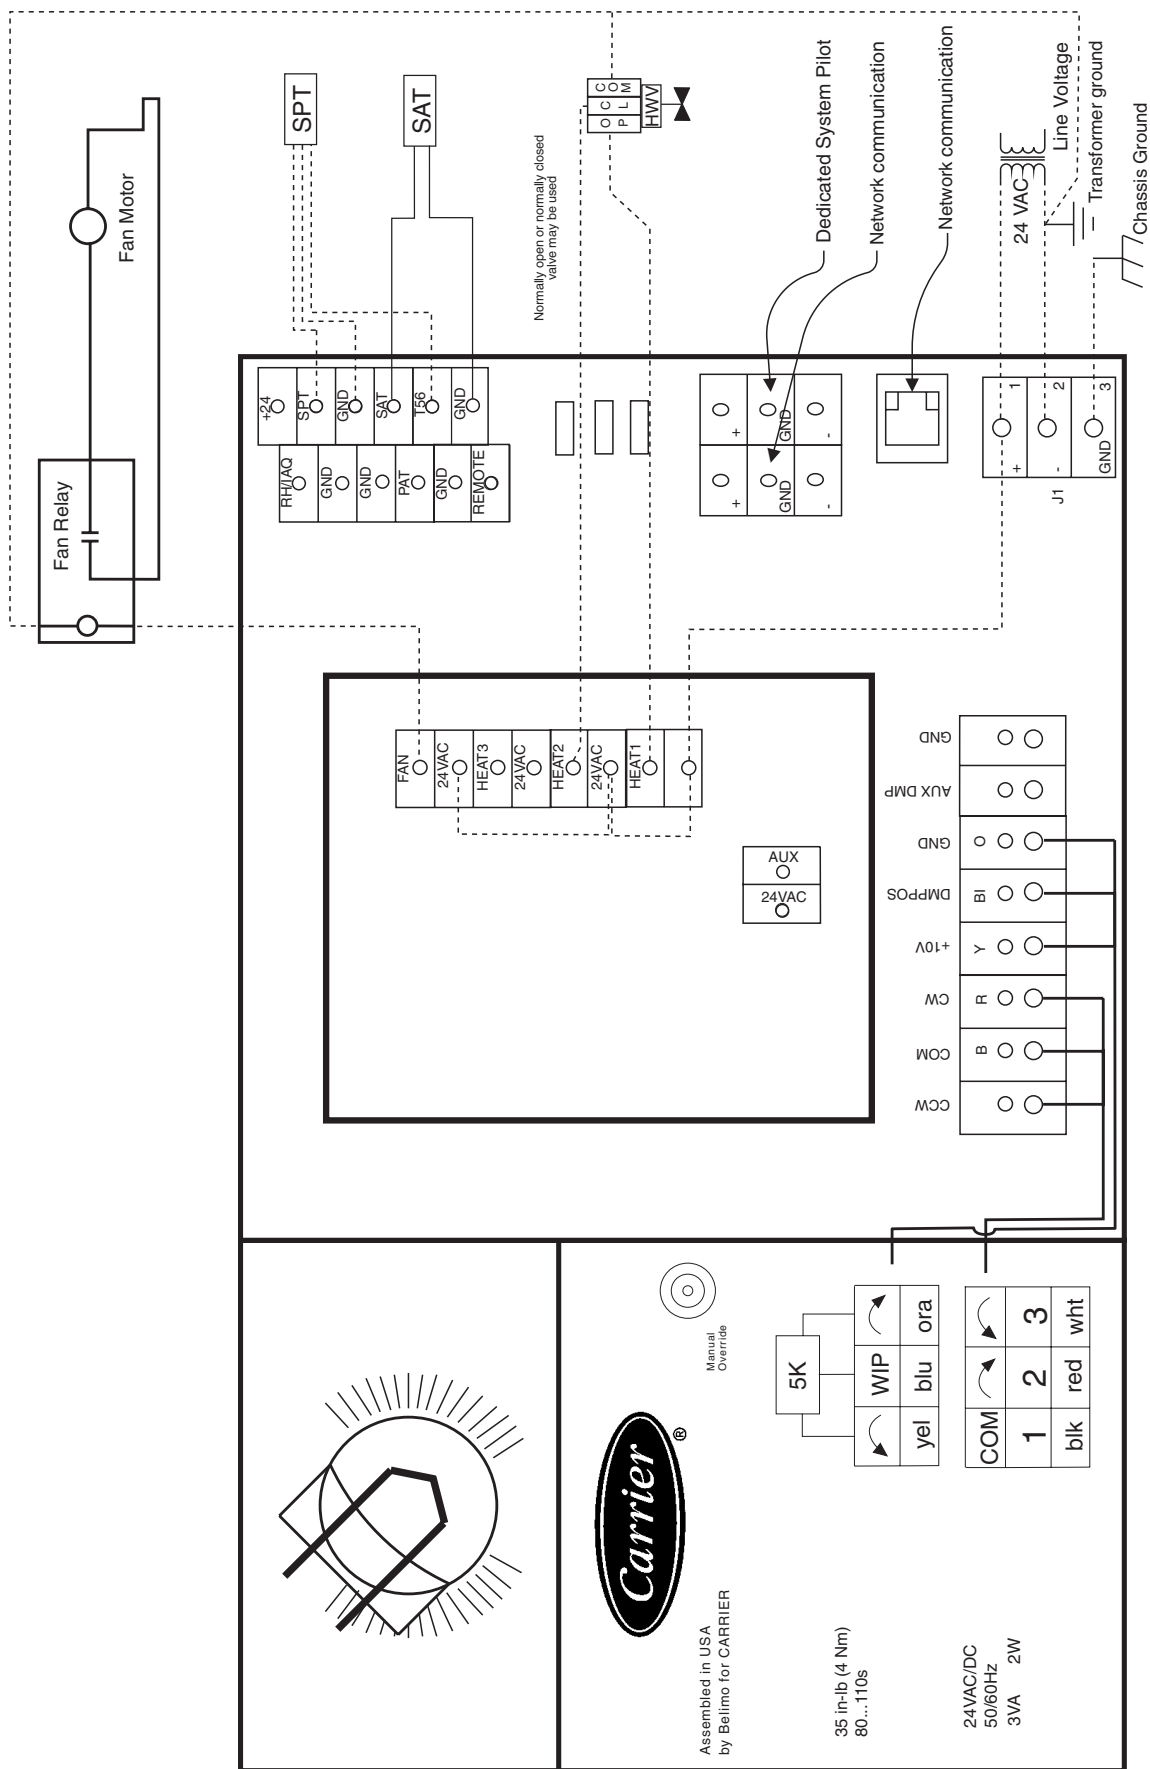 Fan Motor
Fan Relay
SPT
SAT
Normally open or normally closed
valve may be used
COM
CL
OP
HWV
Dedicated System Pilot
Network communication
Network communication
Line Voltage
24 VAC
Transformer ground
Chassis Ground
+24
SPT
GND
SAT
T56
GND
RH/IAQ
GND
GND
PAT
GND
REMOTE
+
GND
-
+
GND
-
1
2
3
+
-
GND
J1
FAN
24VAC
HEAT3
24VAC
HEAT2
24VAC
HEAT1
AUX
24VAC
GND
AUX DMP
GND
DMPPOS
+10V
CW
COM
CCW
O
Bl
Y
R
B
Manual
Override
5K
WIP
yel
blu
ora
COM
1
2
3
blk
red
wht
Carrier
®
Assembled in USA
by Belimo for CARRIER
35 in-lb (4 Nm)
80...110s
24VAC/DC
50/60Hz
3VA 2W